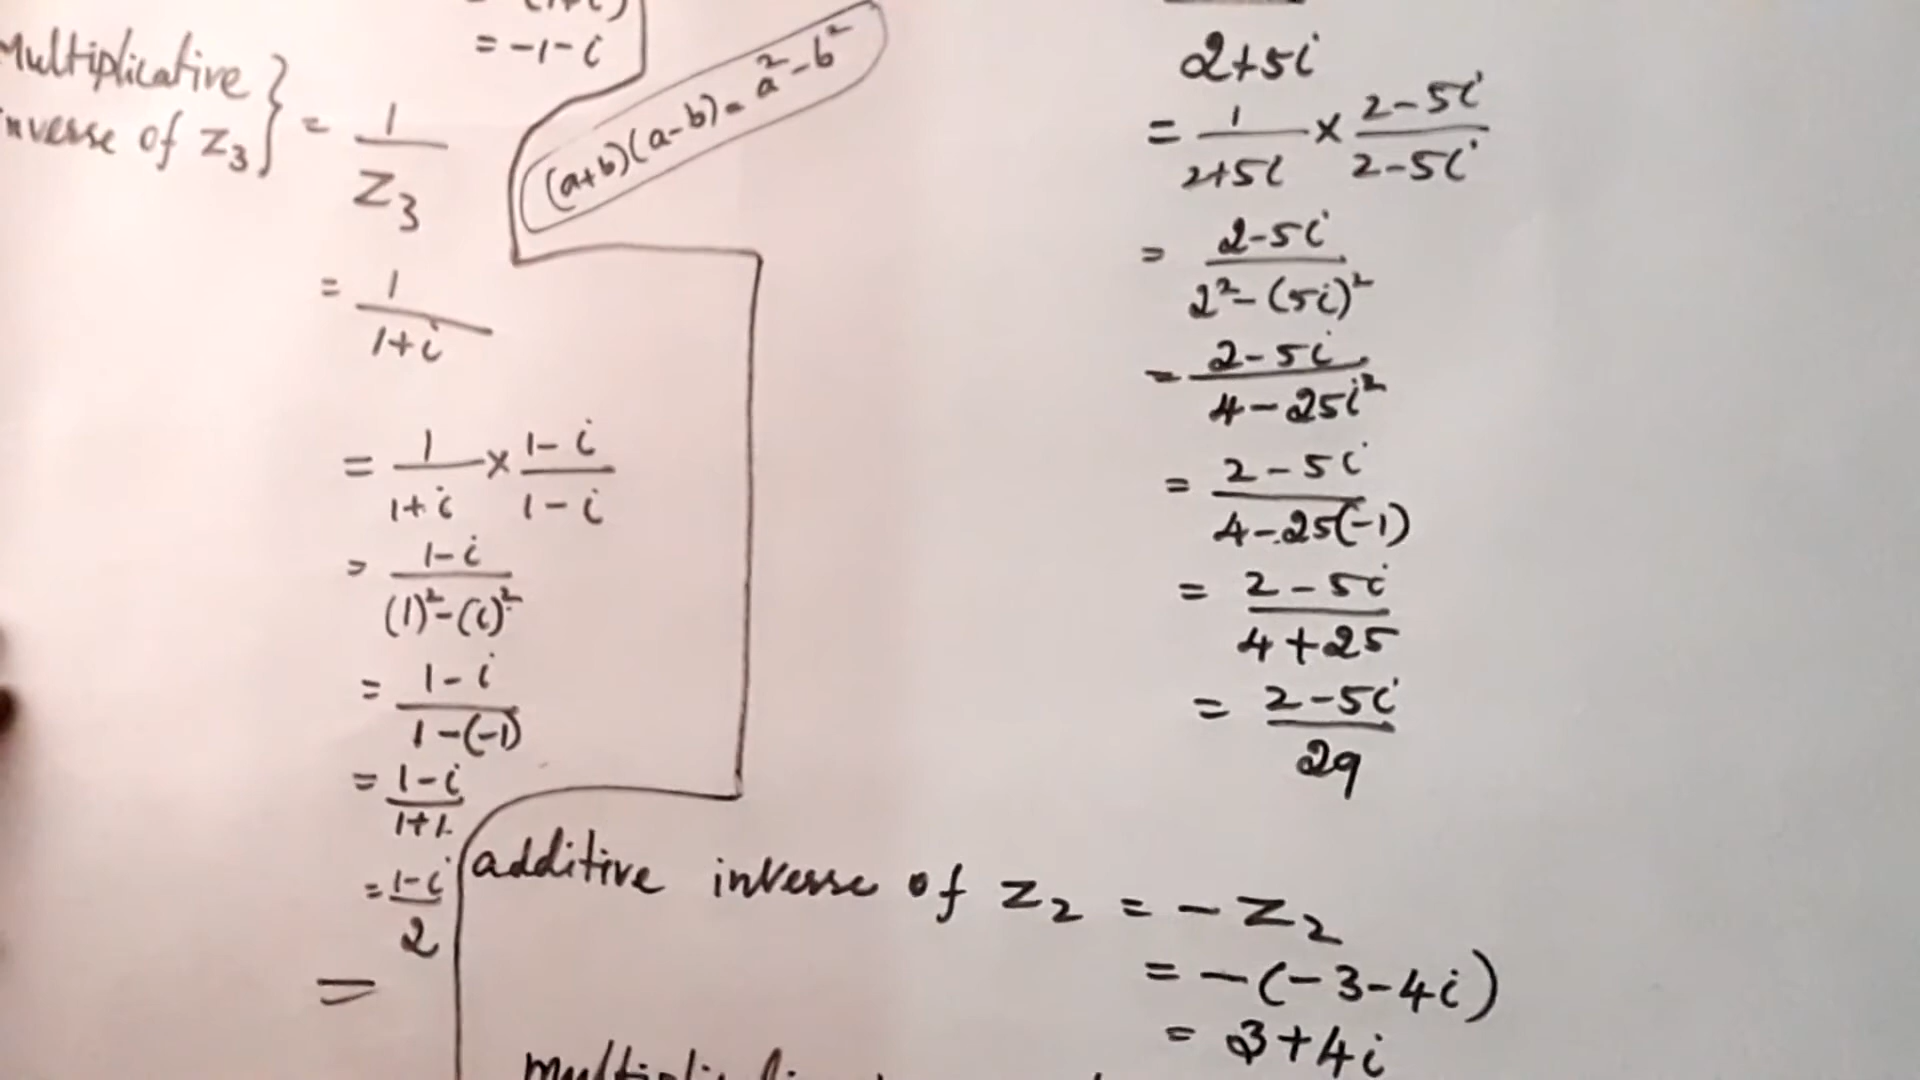 = -1-i
Multiplicative
inverse of z₃} = 1/z₃
= 1/(1+i)
= 1/(1+i) × (1-i)/(1-i)
= (1-i)/((1)²-(i)²)
= (1-i)/(1-(-1))
= (1-i)/(1+1)
= (1-i)/2
(a+b)(a-b) = a²-b²
2+5i
= 1/(2+5i) × (2-5i)/(2-5i)
= (2-5i)/(2²-(5i)²)
= (2-5i)/(4-25i²)
= (2-5i)/(4-25(-1))
= (2-5i)/(4+25)
= (2-5i)/29
additive inverse of z₂ = -z₂
= -(-3-4i)
= 3+4i